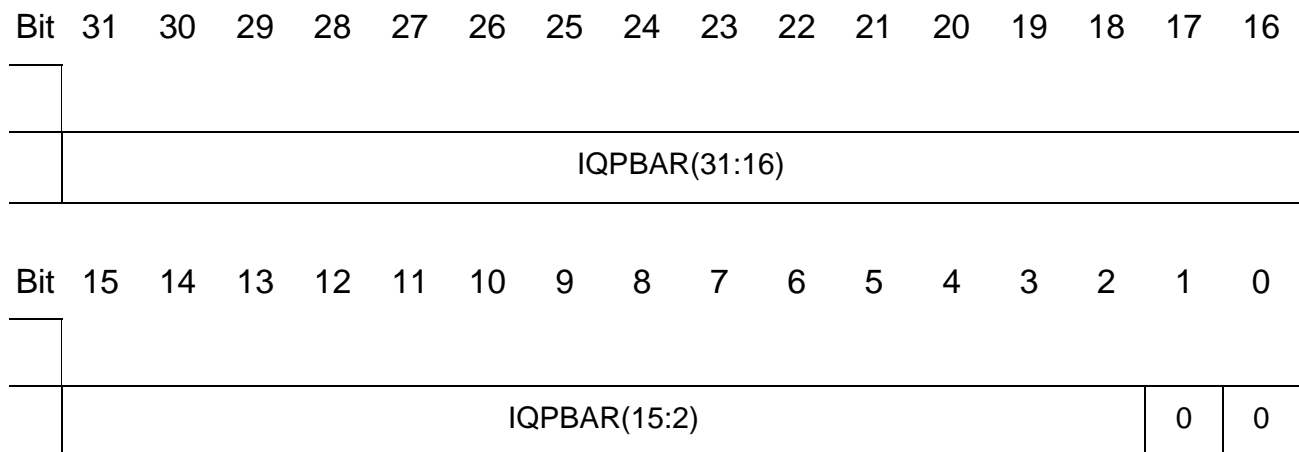 Bit 31 30 29 28 27 26 25 24 23 22 21 20 19 18 17 16
IQPBAR(31:16)
Bit 15 14 13 12 11 10 9 8 7 6 5 4 3 2 1 0
IQPBAR(15:2) 0 0